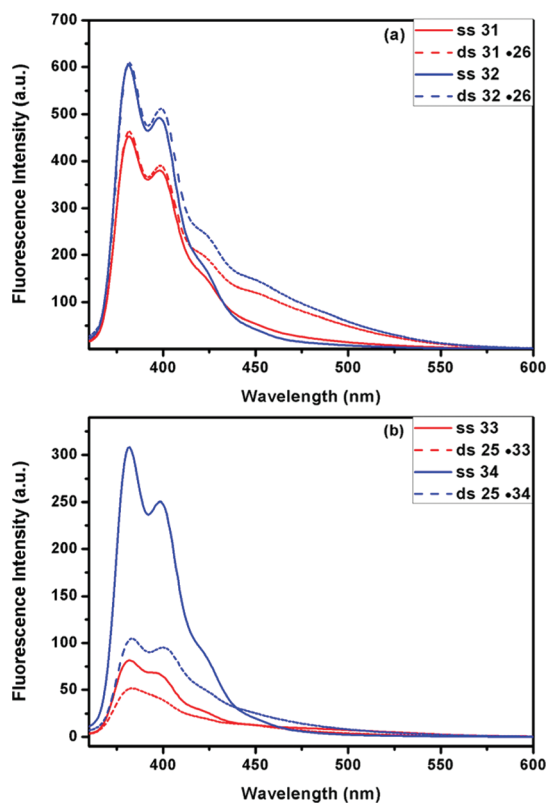 (a)
ss 31
ds 31 •26
ss 32
ds 32 •26
700
600
500
400
300
200
100
Fluorescence Intensity (a.u.)
400
450
500
550
600
Wavelength (nm)
(b)
ss 33
ds 25 •33
ss 34
ds 25 •34
300
250
200
150
100
50
0
Fluorescence Intensity (a.u.)
400
450
500
550
600
Wavelength (nm)